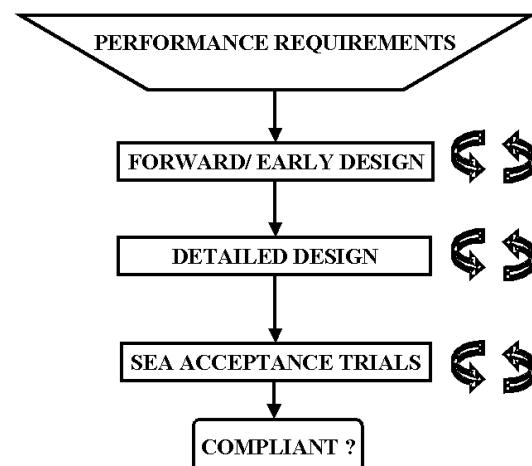 PERFORMANCE REQUIREMENTS
FORWARD/ EARLY DESIGN
DETAILED DESIGN
SEA ACCEPTANCE TRIALS
COMPLIANT ?